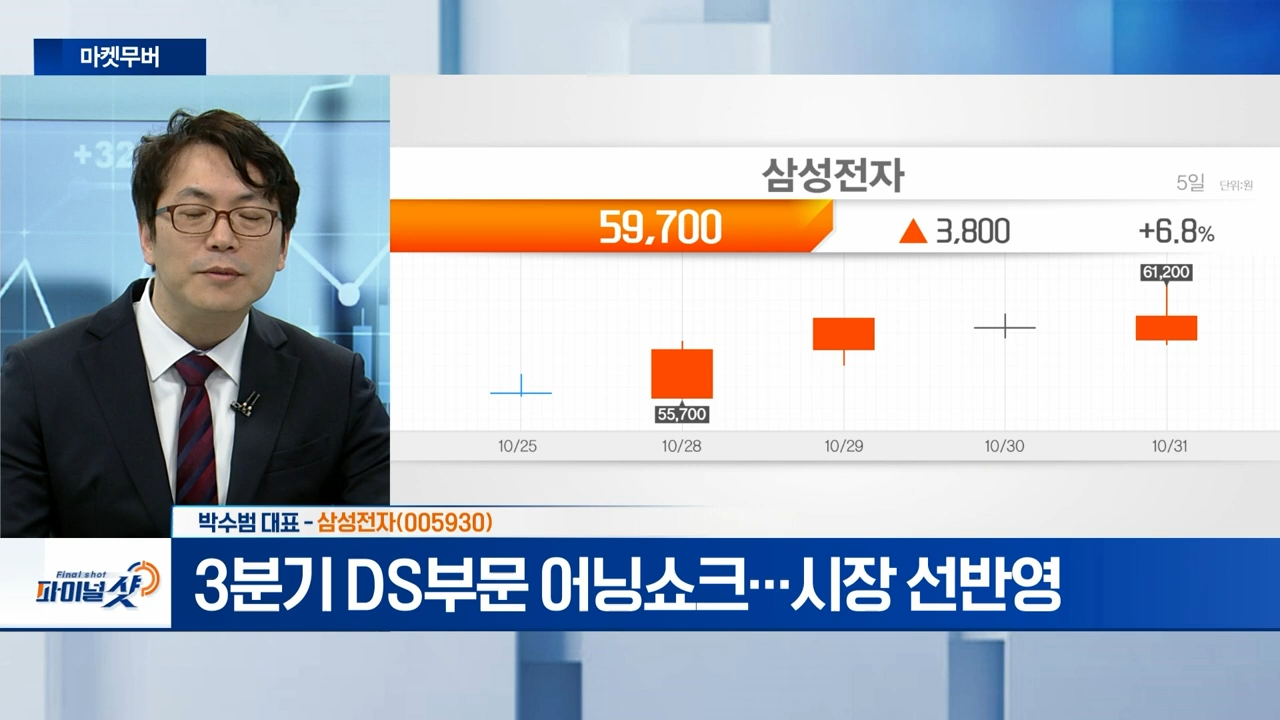 마켓무버
+32
삼성전자
5일 단위:원
59,700 ▲ 3,800 +6.8%
61,200
55,700
10/25 10/28 10/29 10/30 10/31
박수범 대표 - 삼성전자(005930)
Final shot
파이널샷
3분기 DS부문 어닝쇼크…시장 선반영